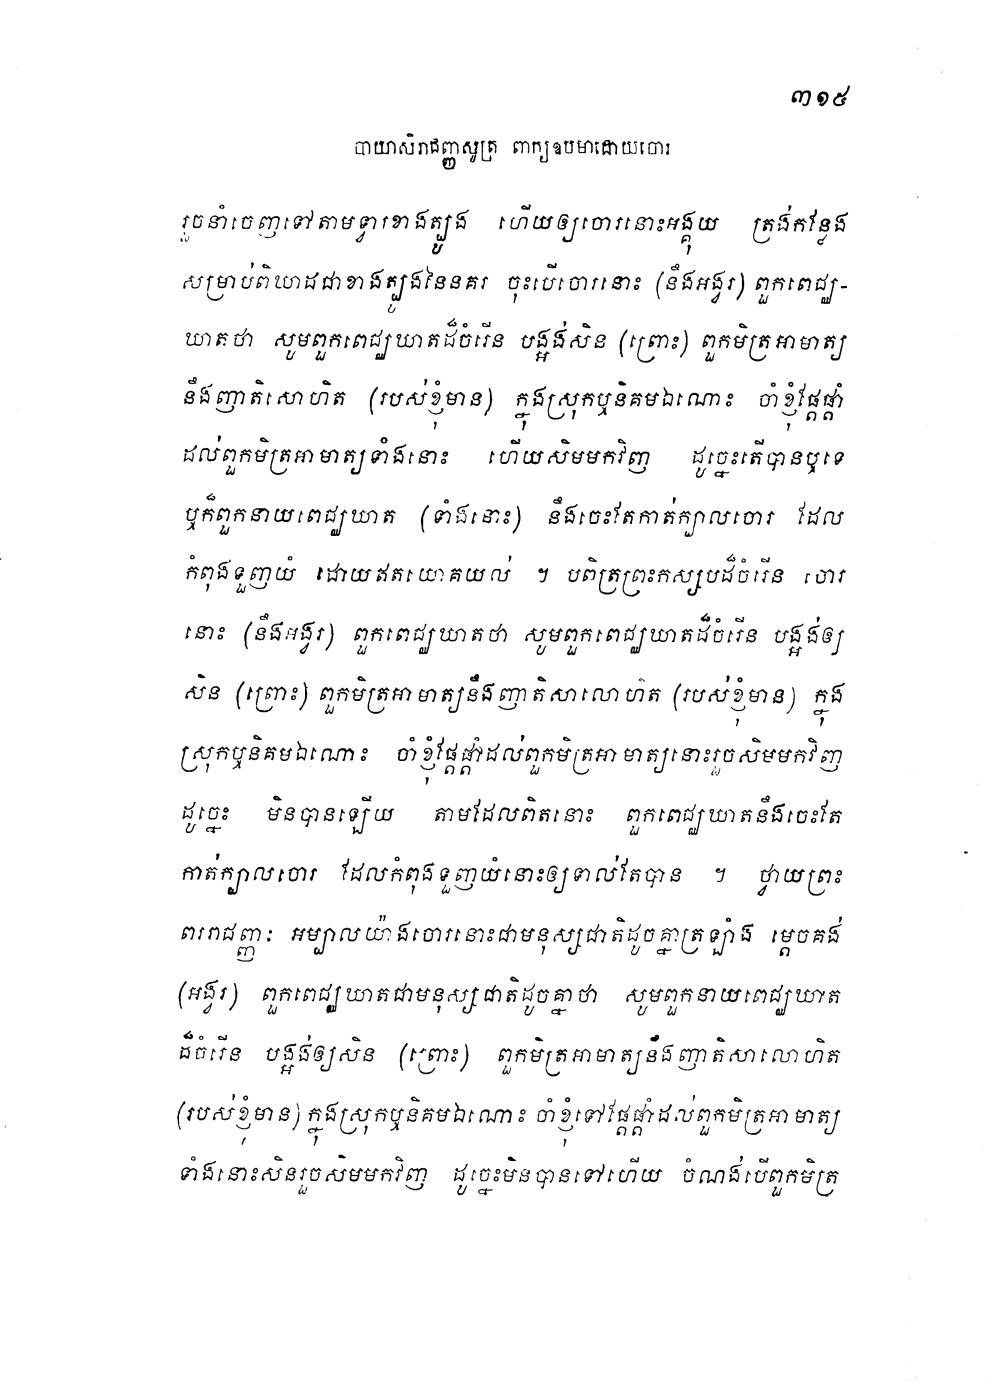 ៣១៥
បាយាសិរាជញ្ញសូត្រ ពាក្យឧបមាដោយចោរ
រួចនាំចេញទៅតាមទ្វារខាងត្បូង ហើយឲ្យចោរនោះអង្គុយ ត្រង់កន្លែង
សម្រាប់ពិឃាដជាខាងត្បូងនៃនគរ ចុះបើចោរនោះ (នឹងអង្វរ) ពួកពេជ្ឈ-
ឃាតថា សូមពួកពេជ្ឈឃាតដ៏ចំរើន បង្អង់សិន (ព្រោះ) ពួកមិត្រអាមាត្យ
នឹងញាតិសោហិត (របស់ខ្ញុំមាន) ក្នុងស្រុកឬនិគមឯណោះ ចាំខ្ញុំផ្តែផ្តាំ
ដល់ពួកមិត្រអាមាត្យទាំងនោះ ហើយសិមមកវិញ ដូច្នេះតើបានឬទេ
ឬក៏ពួកនាយពេជ្ឈឃាត (ទាំងនោះ) នឹងចេះតែកាត់ក្បាលចោរ ដែល
កំពុងទួញយំ ដោយឥតយោគយល់ ។ បពិត្រព្រះកស្សបដ៏ចំរើន ចោរ
នោះ (នឹងអង្វរ) ពួកពេជ្ឈឃាតថា សូមពួកពេជ្ឈឃាតដ៏ចំរើន បង្អង់ឲ្យ
សិន (ព្រោះ) ពួកមិត្រអាមាត្យនឹងញាតិសាលោហិត (របស់ខ្ញុំមាន) ក្នុង
ស្រុកឬនិគមឯណោះ ចាំខ្ញុំផ្តែផ្តាំដល់ពួកមិត្រអាមាត្យនោះរួចសិមមកវិញ
ដូច្នេះ មិនបានឡើយ តាមដែលពិតនោះ ពួកពេជ្ឈឃាតនឹងចេះតែ
កាត់ក្បាលចោរ ដែលកំពុងទួញយំនោះឲ្យទាល់តែបាន ។ ថ្វាយព្រះ
ពររាជញ្ញៈ អម្បាលយ៉ាងចោរនោះជាមនុស្សជាតិដូចគ្នាត្រឡាំង ម្តេចគង់
(អង្វរ) ពួកពេជ្ឈឃាតជាមនុស្សជាតិដូចគ្នាថា សូមពួកនាយពេជ្ឈឃាត
ដ៏ចំរើន បង្អង់ឲ្យសិន (ព្រោះ) ពួកមិត្រអាមាត្យនឹងញាតិសាលោហិត
(របស់ខ្ញុំមាន) ក្នុងស្រុកឬនិគមឯណោះ ចាំខ្ញុំទៅផ្តែផ្តាំដល់ពួកមិត្រអាមាត្យ
ទាំងនោះសិនរួចសិមមកវិញ ដូច្នេះមិនបានទៅហើយ ចំណង់បើពួកមិត្រ